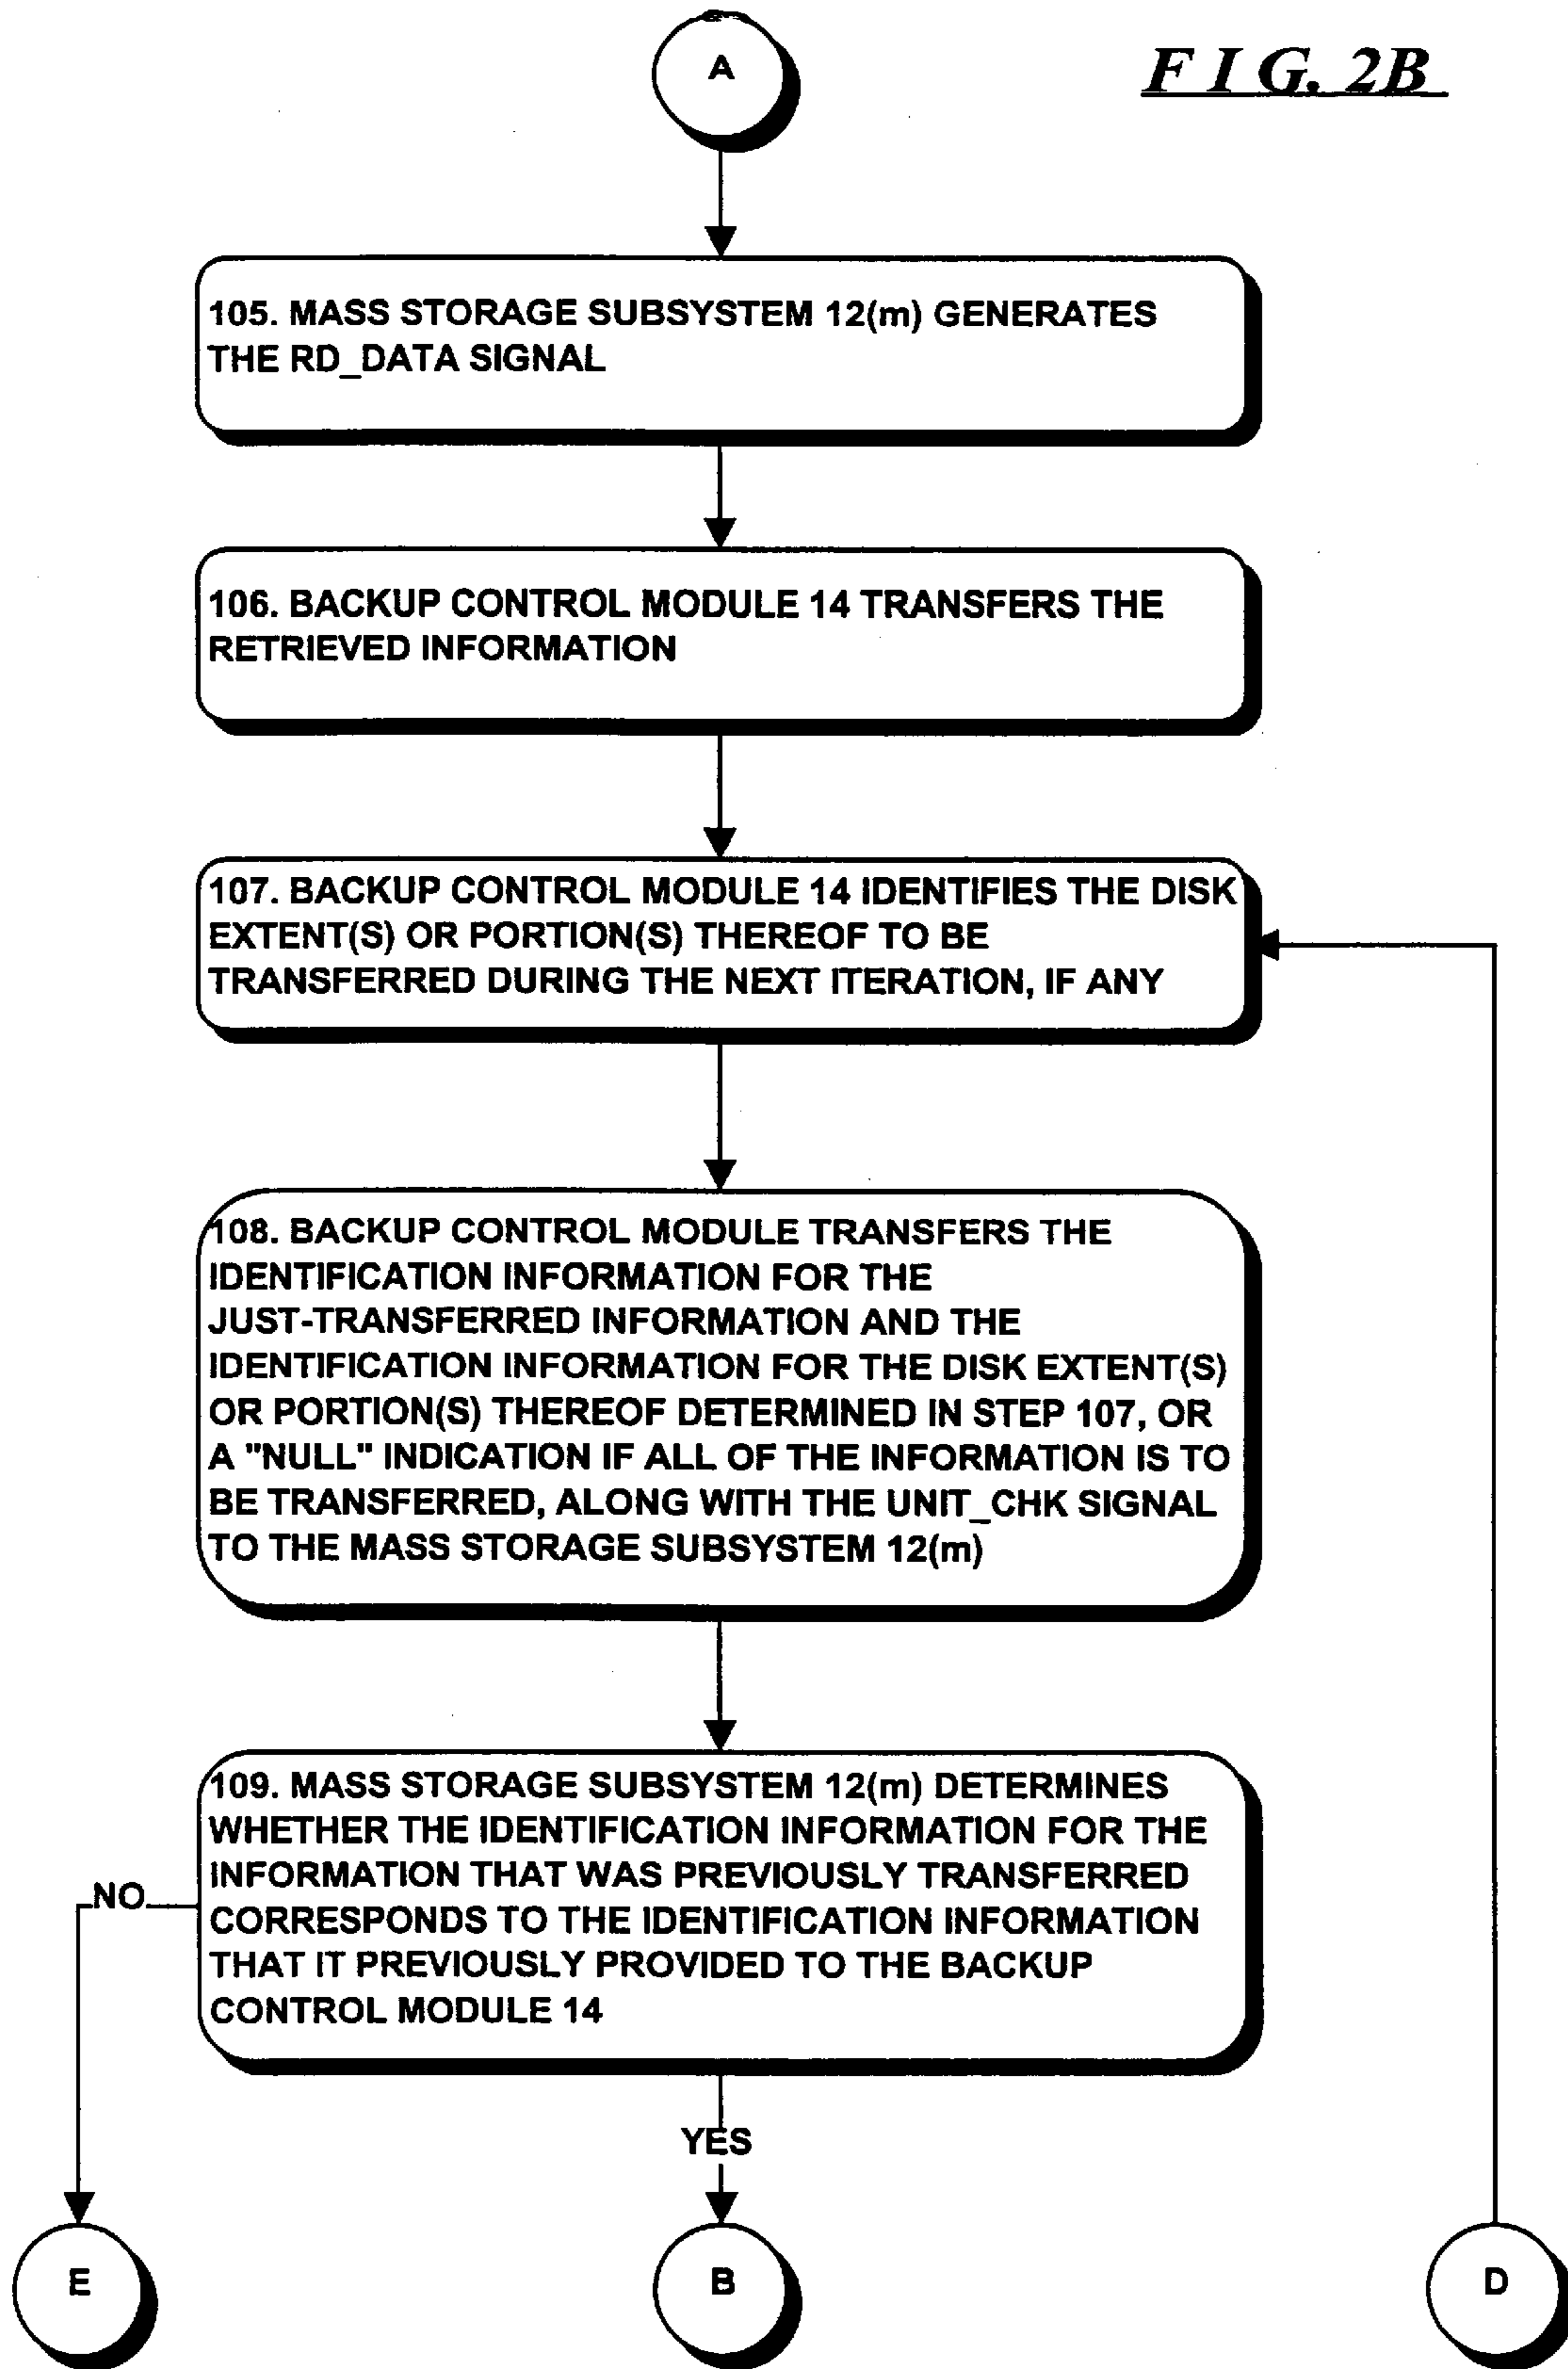 A
F I G. 2B
105. MASS STORAGE SUBSYSTEM 12(m) GENERATES
THE RD_DATA SIGNAL
106. BACKUP CONTROL MODULE 14 TRANSFERS THE
RETRIEVED INFORMATION
107. BACKUP CONTROL MODULE 14 IDENTIFIES THE DISK
EXTENT(S) OR PORTION(S) THEREOF TO BE
TRANSFERRED DURING THE NEXT ITERATION, IF ANY
108. BACKUP CONTROL MODULE TRANSFERS THE
IDENTIFICATION INFORMATION FOR THE
JUST-TRANSFERRED INFORMATION AND THE
IDENTIFICATION INFORMATION FOR THE DISK EXTENT(S)
OR PORTION(S) THEREOF DETERMINED IN STEP 107, OR
A "NULL" INDICATION IF ALL OF THE INFORMATION IS TO
BE TRANSFERRED, ALONG WITH THE UNIT_CHK SIGNAL
TO THE MASS STORAGE SUBSYSTEM 12(m)
109. MASS STORAGE SUBSYSTEM 12(m) DETERMINES
WHETHER THE IDENTIFICATION INFORMATION FOR THE
INFORMATION THAT WAS PREVIOUSLY TRANSFERRED
CORRESPONDS TO THE IDENTIFICATION INFORMATION
THAT IT PREVIOUSLY PROVIDED TO THE BACKUP
CONTROL MODULE 14
NO
YES
E
B
D